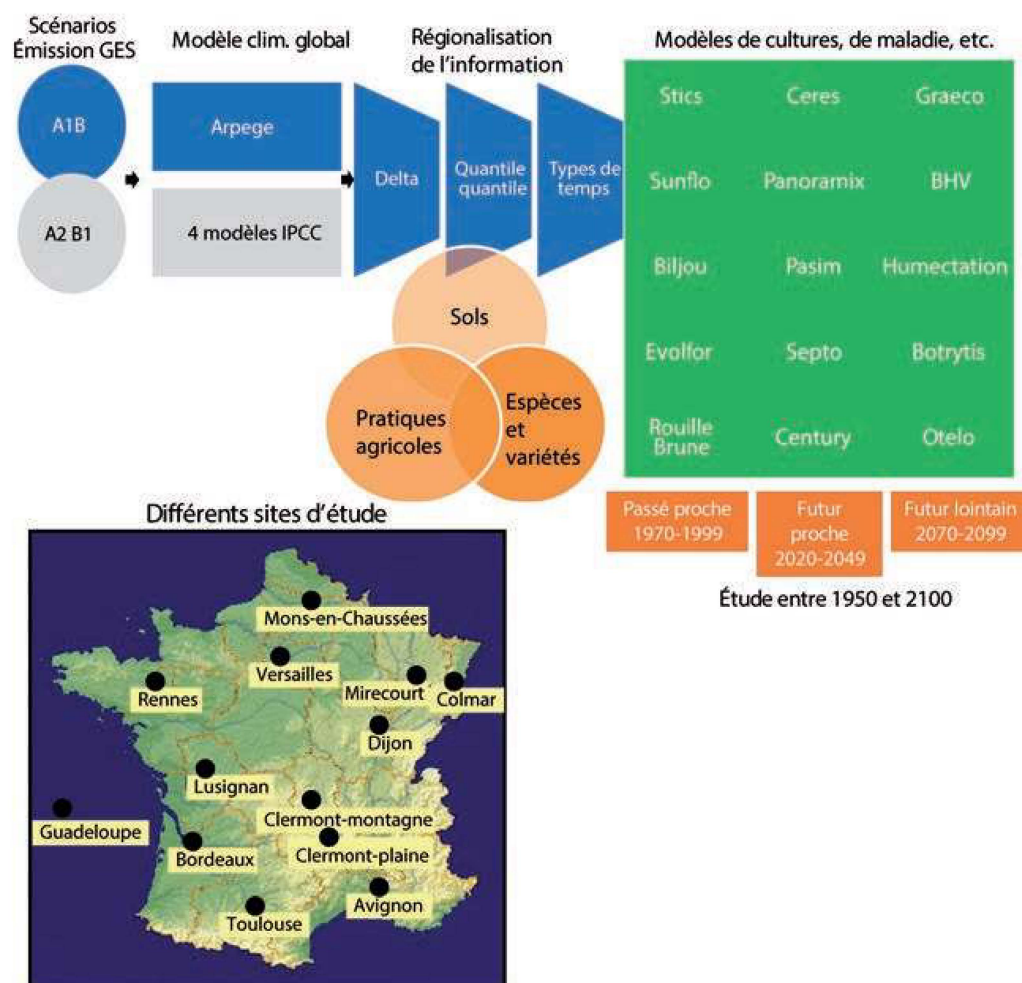 Scénarios
Émission GES
Modèle clim. global
Régionalisation
de l'information
Modèles de cultures, de maladie, etc.
A1B
A2 B1
Arpege
4 modèles IPCC
Delta
Quantile
quantile
Types de
temps
Stics
Ceres
Graeco
Sunflo
Panoramix
BHV
Biljou
Pasim
Humectation
Evolfor
Septo
Botrytis
Rouille
Brune
Century
Otelo
Sols
Pratiques
agricoles
Espèces
et
variétés
Passé proche
1970-1999
Futur
proche
2020-2049
Futur lointain
2070-2099
Étude entre 1950 et 2100
Différents sites d'étude
Mons-en-Chaussées
Versailles
Rennes
Mirecourt
Colmar
Dijon
Lusignan
Clermont-montagne
Guadeloupe
Bordeaux
Clermont-plaine
Avignon
Toulouse